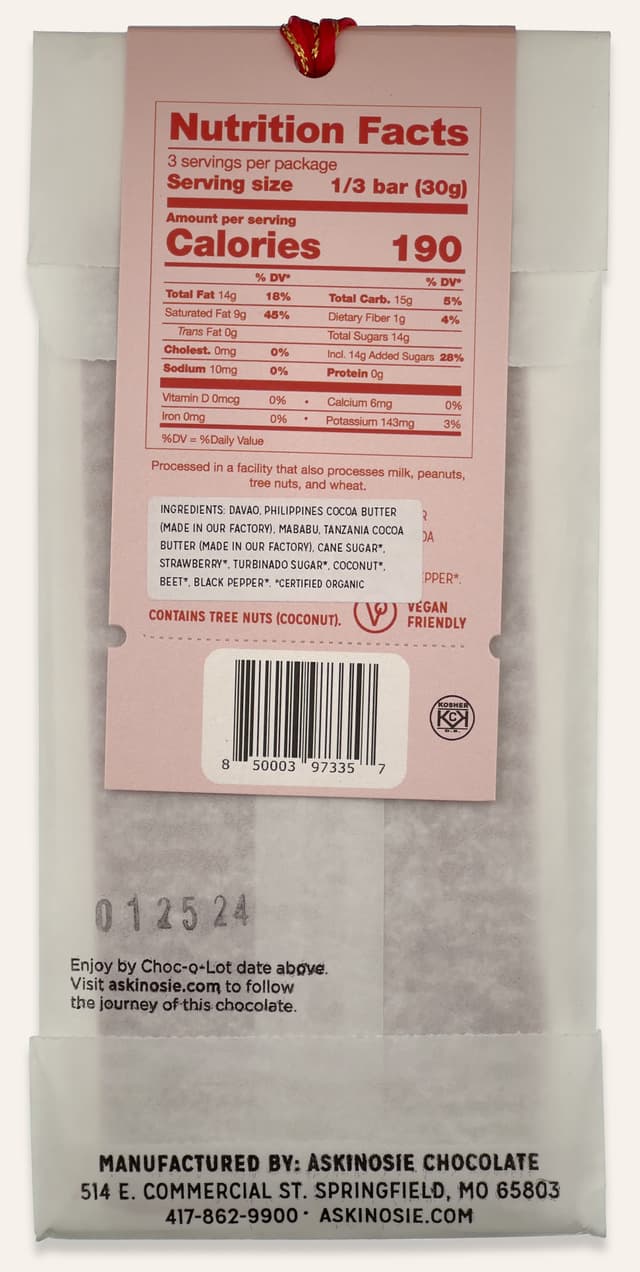 Nutrition Facts
3 servings per package
Serving size 1/3 bar (30g)
Amount per serving
Calories 190
% DV* % DV*
Total Fat 14g 18% Total Carb. 15g 5%
Saturated Fat 9g 45% Dietary Fiber 1g 4%
Trans Fat 0g Total Sugars 14g
Cholest. 0mg 0% Incl. 14g Added Sugars 28%
Sodium 10mg 0% Protein 0g
Vitamin D 0mcg 0% • Calcium 6mg 0%
Iron 0mg 0% • Potassium 143mg 3%
%DV = %Daily Value
Processed in a facility that also processes milk, peanuts,
tree nuts, and wheat.
INGREDIENTS: DAVAO, PHILIPPINES COCOA BUTTER
(MADE IN OUR FACTORY), MABABU, TANZANIA COCOA
BUTTER (MADE IN OUR FACTORY), CANE SUGAR*,
STRAWBERRY*, TURBINADO SUGAR*, COCONUT*,
BEET*, BLACK PEPPER*. *CERTIFIED ORGANIC
CONTAINS TREE NUTS (COCONUT).
VEGAN
FRIENDLY
KOSHER
KCK
8 50003 97335 7
012524
Enjoy by Choc-o-Lot date above.
Visit askinosie.com to follow
the journey of this chocolate.
MANUFACTURED BY: ASKINOSIE CHOCOLATE
514 E. COMMERCIAL ST. SPRINGFIELD, MO 65803
417-862-9900 · ASKINOSIE.COM